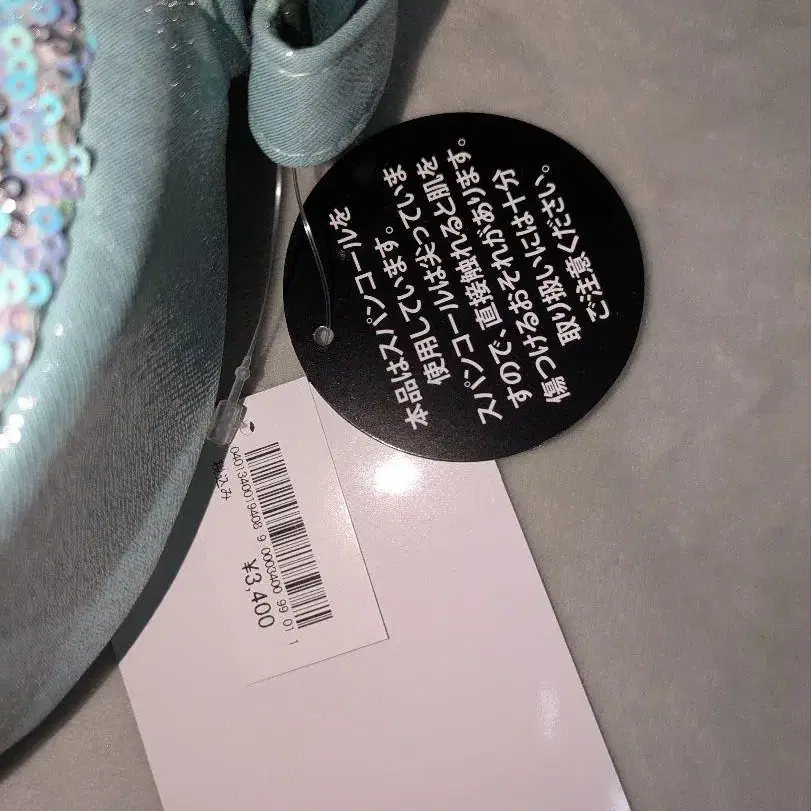 本品はスパンコールを
使用しています。
スパンコールは尖っていま
すので、直接触れると肌を
傷つけるおそれがあります。
取り扱いには十分
ご注意ください。
税込み
0401340019408 9 0003400 99 07 1
¥3,400